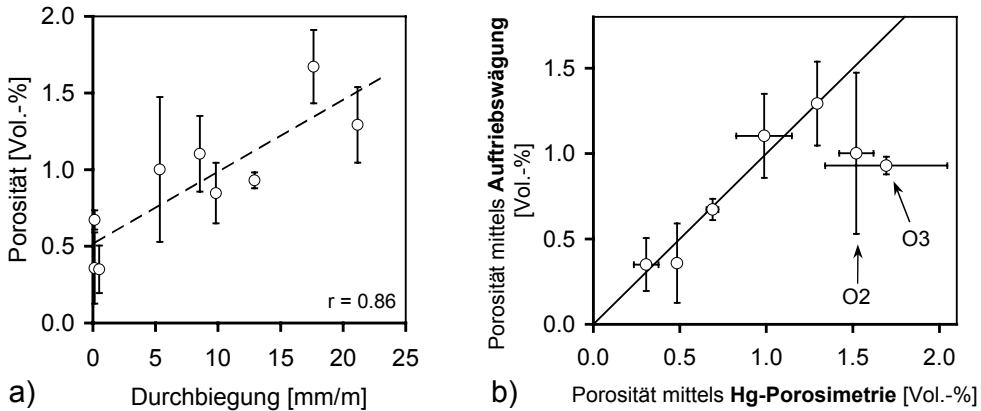 2.0
1.5
1.0
0.5
0.0
Porosität [Vol.-%]
r = 0.86
0 5 10 15 20 25
a) Durchbiegung [mm/m]
Porosität mittels Auftriebswägung
[Vol.-%]
1.5
1.0
0.5
0.0
O3
O2
0.0 0.5 1.0 1.5 2.0
b) Porosität mittels Hg-Porosimetrie [Vol.-%]